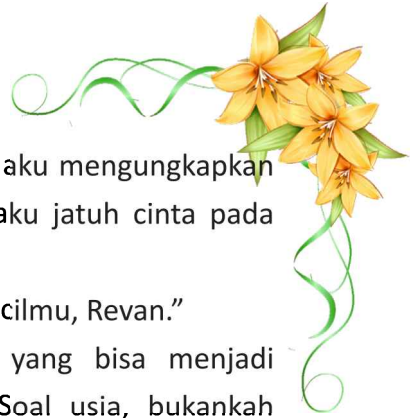 aku mengungkapkan
aku jatuh cinta pada
cilmu, Revan.”
yang bisa menjadi
Soal usia, bukankah